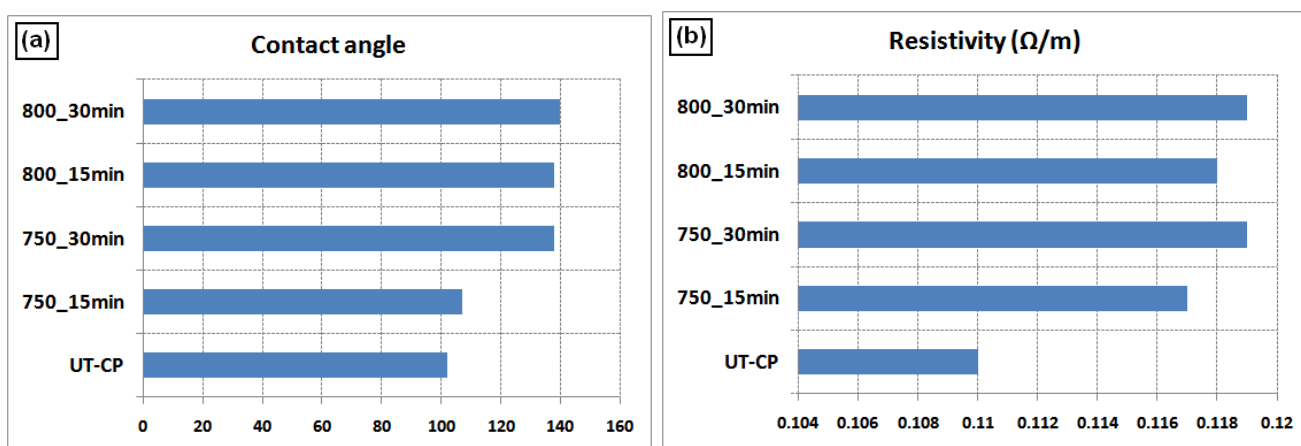 (a)
Contact angle
800_30min
800_15min
750_30min
750_15min
UT-CP
0 20 40 60 80 100 120 140 160
(b)
Resistivity (Ω/m)
800_30min
800_15min
750_30min
750_15min
UT-CP
0.104 0.106 0.108 0.11 0.112 0.114 0.116 0.118 0.12